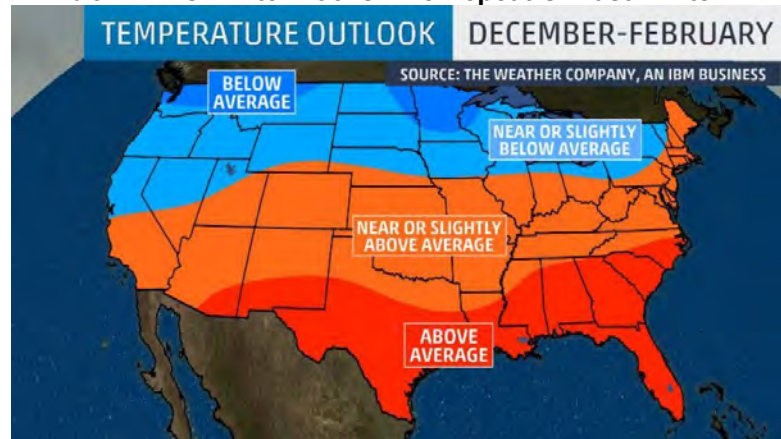 TEMPERATURE OUTLOOK
DECEMBER-FEBRUARY
SOURCE: THE WEATHER COMPANY, AN IBM BUSINESS
BELOW
AVERAGE
NEAR OR SLIGHTLY
BELOW AVERAGE
NEAR OR SLIGHTLY
ABOVE AVERAGE
ABOVE
AVERAGE